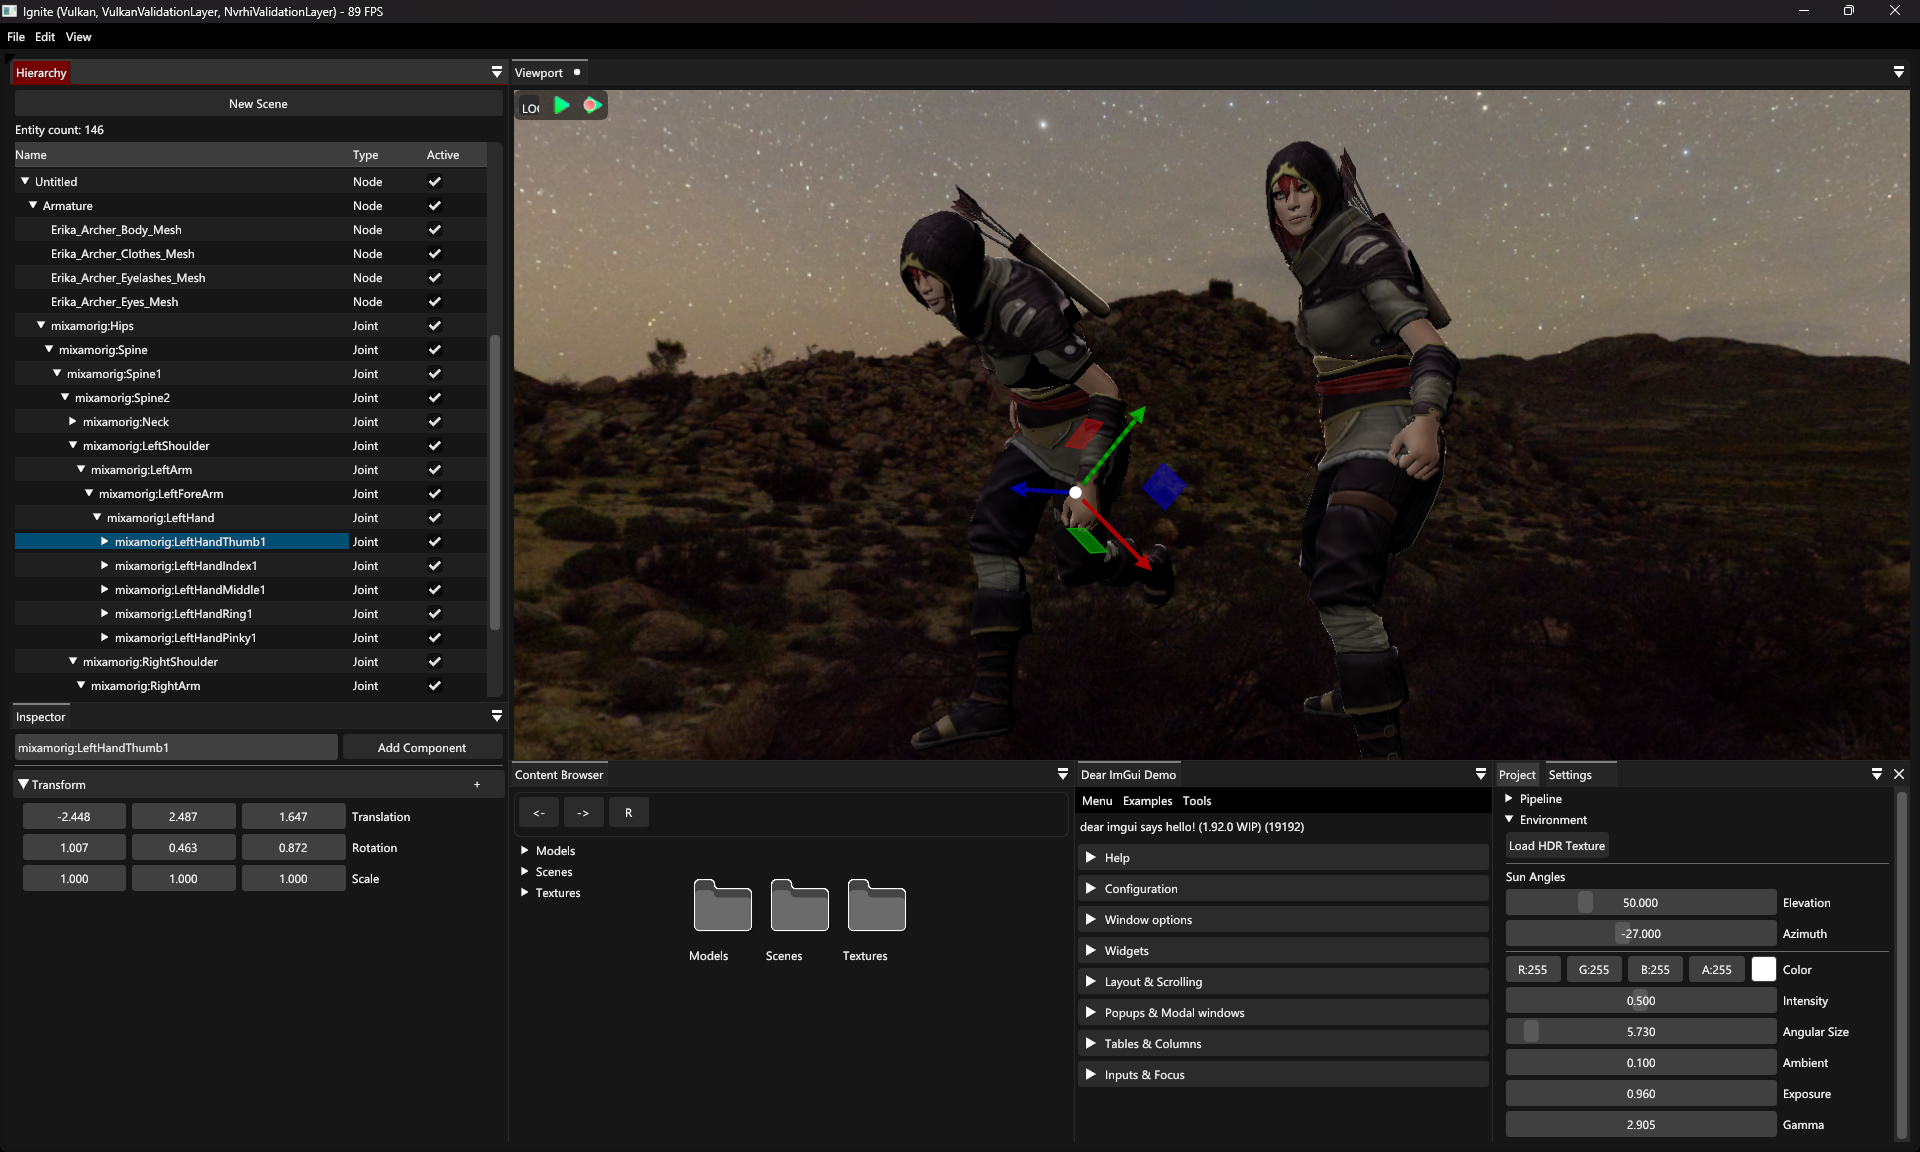 Ignite (Vulkan, VulkanValidationLayer, NvrhiValidationLayer) - 89 FPS
File Edit View
Hierarchy
New Scene
Entity count: 146
Name Type Active
Untitled Node
Armature Node
Erika_Archer_Body_Mesh Node
Erika_Archer_Clothes_Mesh Node
Erika_Archer_Eyelashes_Mesh Node
Erika_Archer_Eyes_Mesh Node
mixamorig:Hips Joint
mixamorig:Spine Joint
mixamorig:Spine1 Joint
mixamorig:Spine2 Joint
mixamorig:Neck Joint
mixamorig:LeftShoulder Joint
mixamorig:LeftArm Joint
mixamorig:LeftForeArm Joint
mixamorig:LeftHand Joint
mixamorig:LeftHandThumb1 Joint
mixamorig:LeftHandIndex1 Joint
mixamorig:LeftHandMiddle1 Joint
mixamorig:LeftHandRing1 Joint
mixamorig:LeftHandPinky1 Joint
mixamorig:RightShoulder Joint
mixamorig:RightArm Joint
Inspector
mixamorig:LeftHandThumb1 Add Component
Transform +
-2.448 2.487 1.647 Translation
1.007 0.463 0.872 Rotation
1.000 1.000 1.000 Scale
Viewport
Content Browser
<- -> R
Models
Scenes
Textures
Models Scenes Textures
Dear ImGui Demo
Menu Examples Tools
dear imgui says hello! (1.92.0 WIP) (19192)
Help
Configuration
Window options
Widgets
Layout & Scrolling
Popups & Modal windows
Tables & Columns
Inputs & Focus
Project Settings
Pipeline
Environment
Load HDR Texture
Sun Angles
50.000 Elevation
-27.000 Azimuth
R:255 G:255 B:255 A:255 Color
0.500 Intensity
5.730 Angular Size
0.100 Ambient
0.960 Exposure
2.905 Gamma